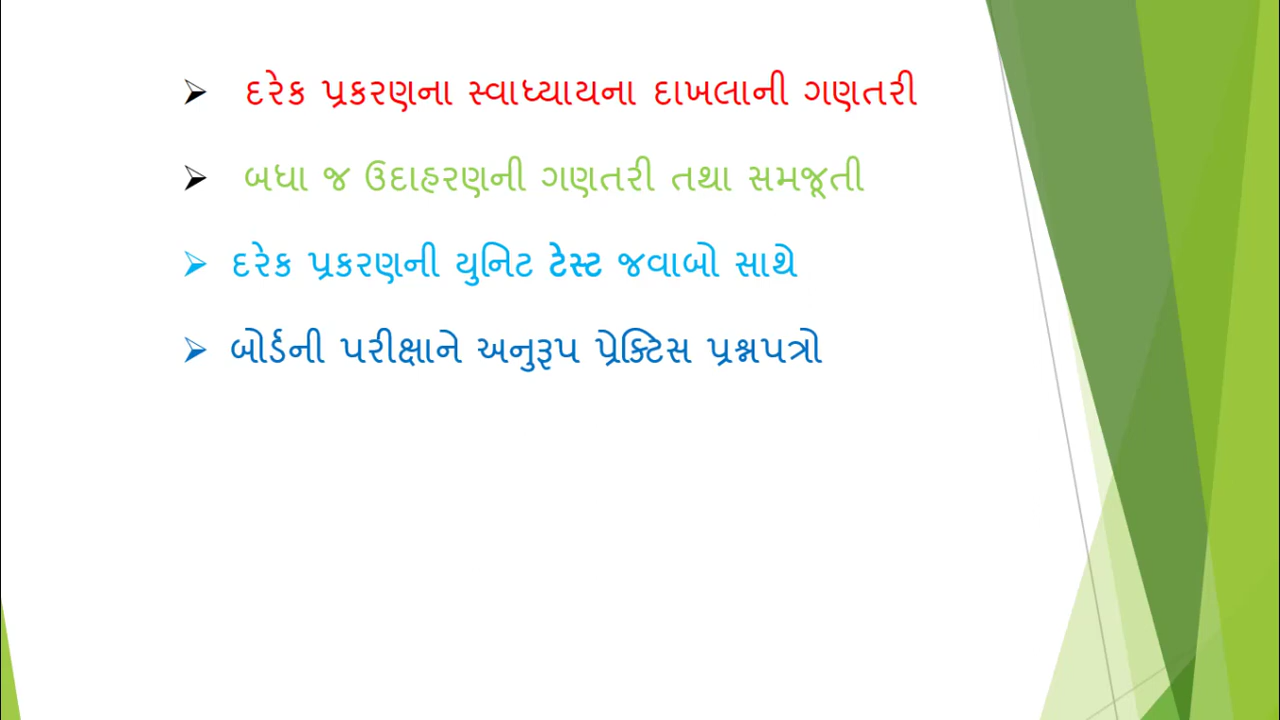 ➢ દરેક પ્રકરણના સ્વાધ્યાયના દાખલાની ગણતરી
➢ બધા જ ઉદાહરણની ગણતરી તથા સમજૂતી
➢ દરેક પ્રકરણની યુનિટ ટેસ્ટ જવાબો સાથે
➢ બોર્ડની પરીક્ષાને અનુરૂપ પ્રેક્ટિસ પ્રશ્નપત્રો